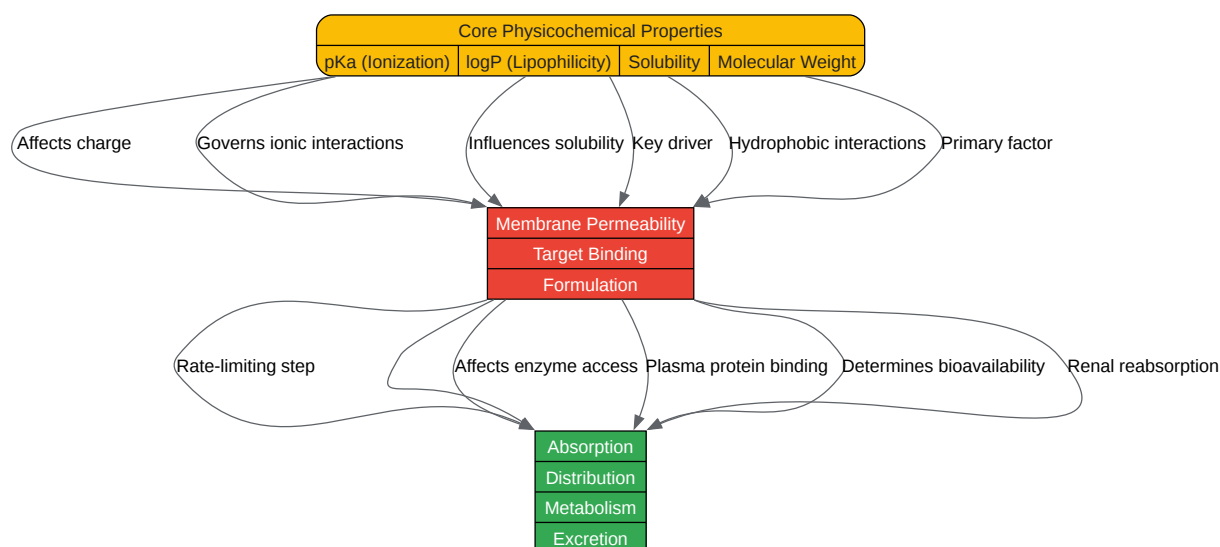 Core Physicochemical Properties
pKa (Ionization) logP (Lipophilicity) Solubility Molecular Weight
Affects charge Governs ionic interactions Influences solubility Key driver Hydrophobic interactions Primary factor
Membrane Permeability
Target Binding
Formulation
Rate-limiting step Affects enzyme access Plasma protein binding Determines bioavailability Renal reabsorption
Absorption
Distribution
Metabolism
Excretion